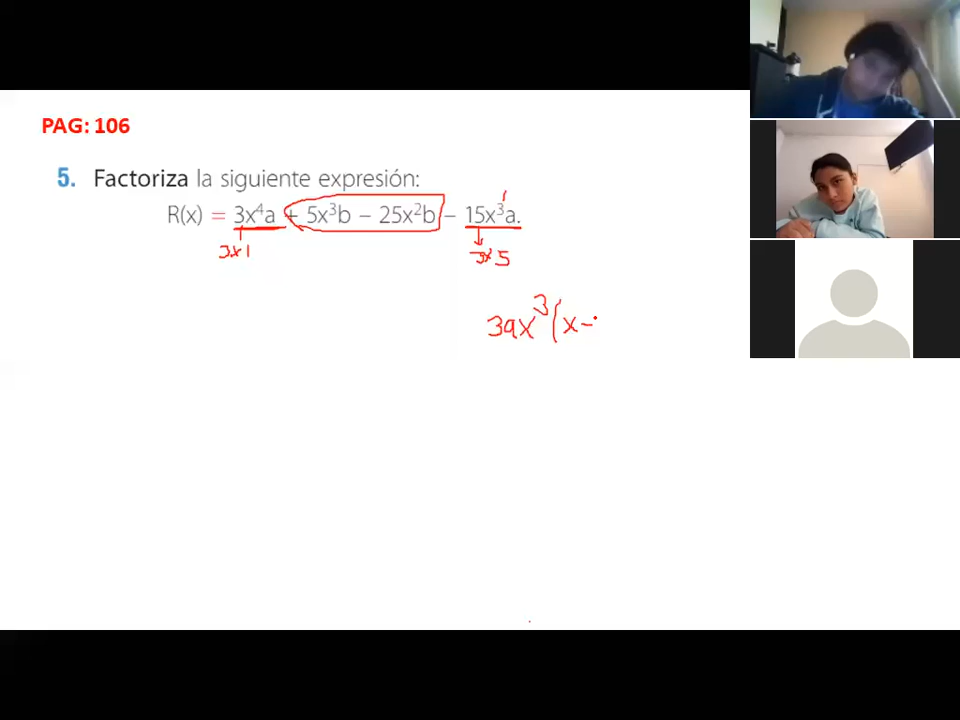 PAG: 106
5. Factoriza la siguiente expresión:
R(x) = 3x⁴a + 5x³b − 25x²b − 15x³a.
3x1
3x5
3ax³(x-